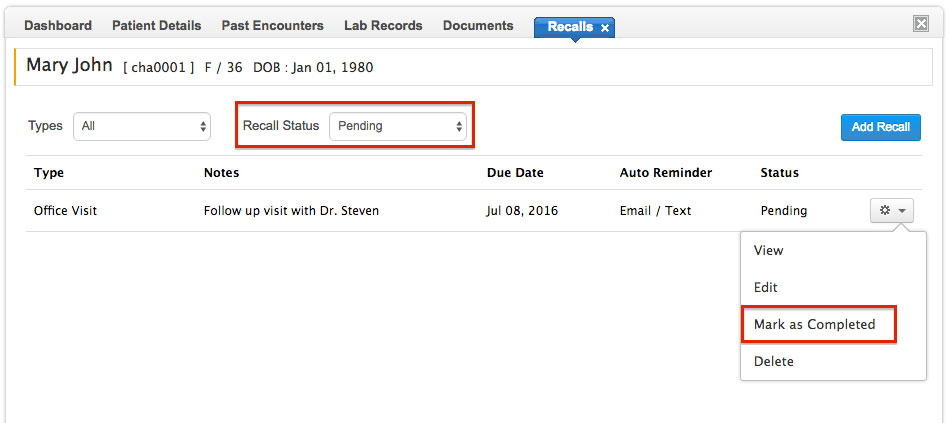 Dashboard Patient Details Past Encounters Lab Records Documents Recalls x
Mary John [ cha0001 ] F / 36 DOB : Jan 01, 1980
Types All Recall Status Pending Add Recall
Type Notes Due Date Auto Reminder Status
Office Visit Follow up visit with Dr. Steven Jul 08, 2016 Email / Text Pending
View
Edit
Mark as Completed
Delete